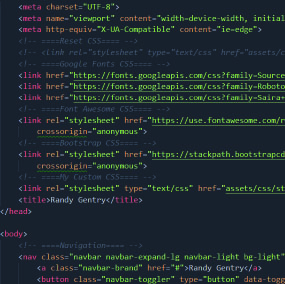 <meta charset="UTF-8">
<meta name="viewport" content="width=device-width, initial
<meta http-equiv="X-UA-Compatible" content="ie=edge">
<!-- ====Reset CSS==== -->
<!-- <link rel="stylesheet" type="text/css" href="assets/c
<!-- ====Google Fonts CSS==== -->
<link href="https://fonts.googleapis.com/css?family=Source
<link href="https://fonts.googleapis.com/css?family=Roboto
<link href="https://fonts.googleapis.com/css?family=Saira+
<!-- ====Font Awesome CSS==== -->
<link rel="stylesheet" href="https://use.fontawesome.com/r
crossorigin="anonymous">
<!-- ====Bootstrap CSS==== -->
<link rel="stylesheet" href="https://stackpath.bootstrapcd
crossorigin="anonymous">
<!-- ====My Custom CSS==== -->
<link rel="stylesheet" type="text/css" href="assets/css/st
<title>Randy Gentry</title>
</head>
<body>
<!-- ====Navigation==== -->
<nav class="navbar navbar-expand-lg navbar-light bg-light"
<a class="navbar-brand" href="#">Randy Gentry</a>
<button class="navbar-toggler" type="button" data-togg